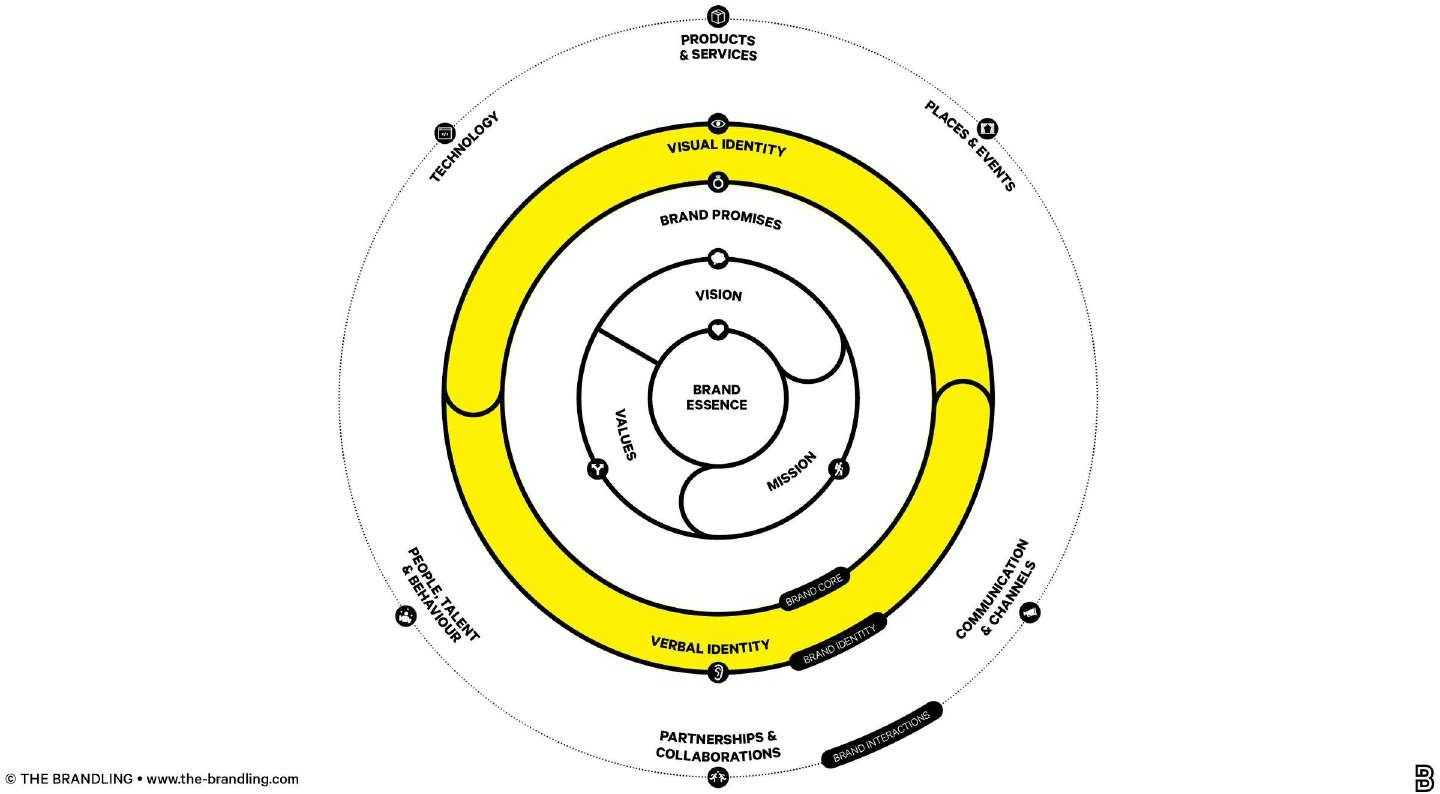 PRODUCTS
& SERVICES
TECHNOLOGY
PLACES & EVENTS
VISUAL IDENTITY
BRAND PROMISES
VISION
BRAND
ESSENCE
VALUES
MISSION
PEOPLE, TALENT
& BEHAVIOUR
COMMUNICATION
& CHANNELS
BRAND CORE
VERBAL IDENTITY
BRAND IDENTITY
BRAND INTERACTIONS
PARTNERSHIPS &
COLLABORATIONS
© THE BRANDLING • www.the-brandling.com
B